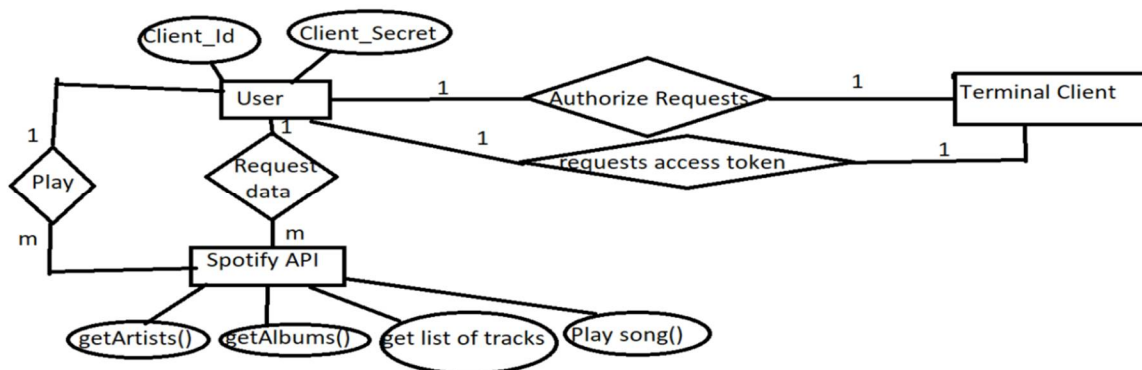 Client_Id
Client_Secret
User
1
Authorize Requests
1
Terminal Client
1
1
1
requests access token
1
Play
Request
data
m
m
Spotify API
getArtists()
getAlbums()
get list of tracks
Play song()